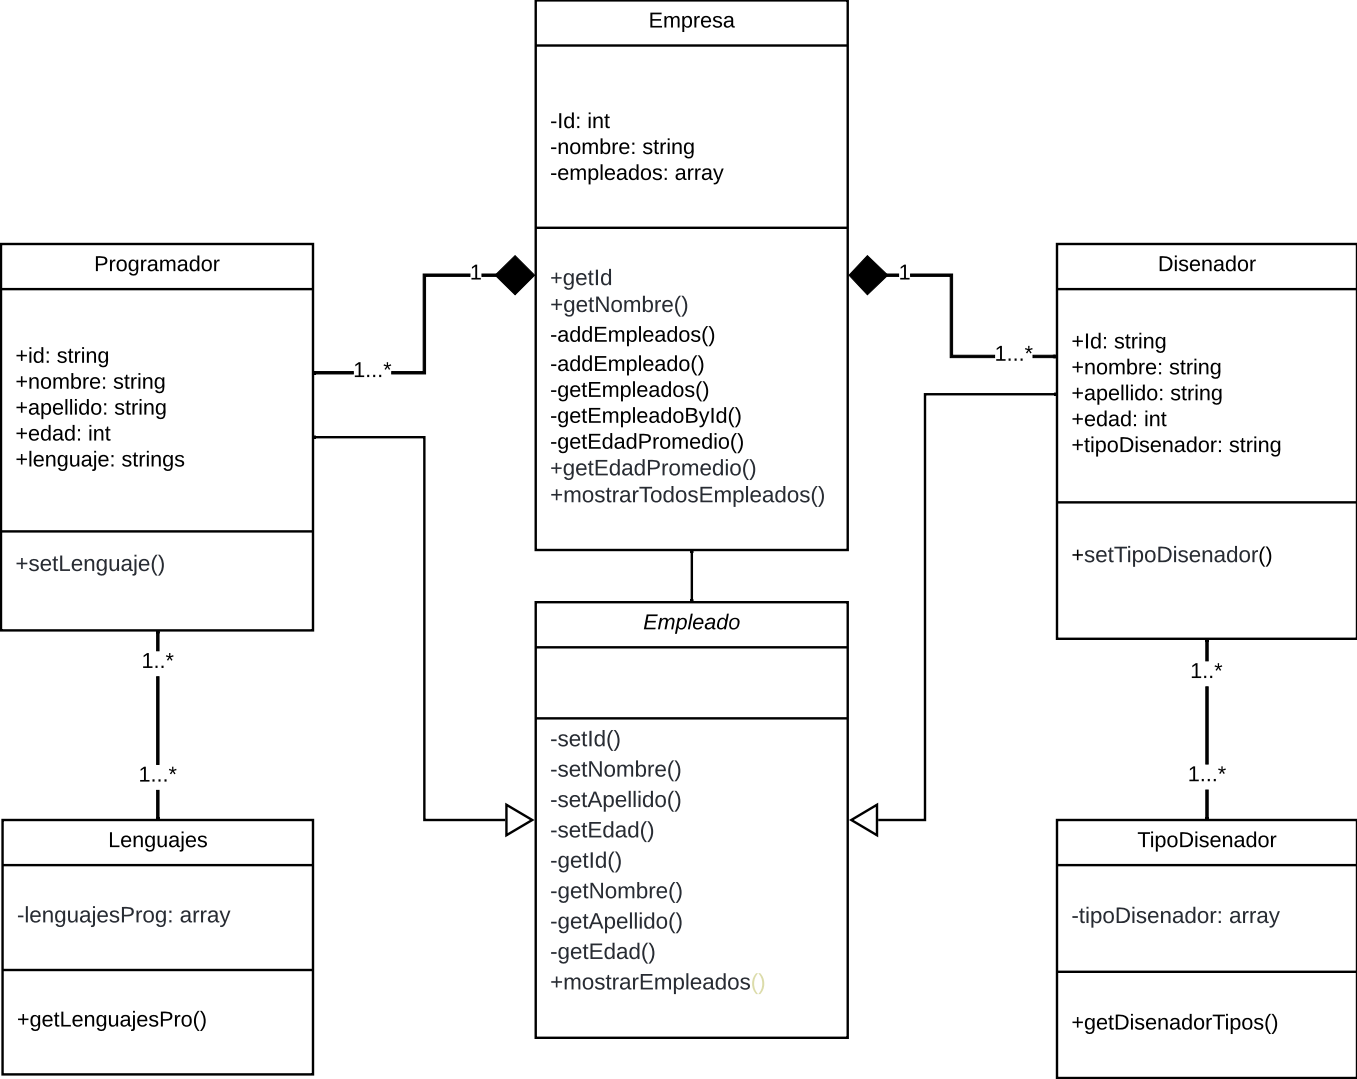 Empresa
-Id: int
-nombre: string
-empleados: array
+getId
+getNombre()
-addEmpleados()
-addEmpleado()
-getEmpleados()
-getEmpleadoById()
-getEdadPromedio()
+getEdadPromedio()
+mostrarTodosEmpleados()
1
1...*
1
1...*
Programador
+id: string
+nombre: string
+apellido: string
+edad: int
+lenguaje: strings
+setLenguaje()
Disenador
+Id: string
+nombre: string
+apellido: string
+edad: int
+tipoDisenador: string
+setTipoDisenador()
Empleado
-setId()
-setNombre()
-setApellido()
-setEdad()
-getId()
-getNombre()
-getApellido()
-getEdad()
+mostrarEmpleados()
1..*
1...*
1..*
1...*
Lenguajes
-lenguajesProg: array
+getLenguajesPro()
TipoDisenador
-tipoDisenador: array
+getDisenadorTipos()